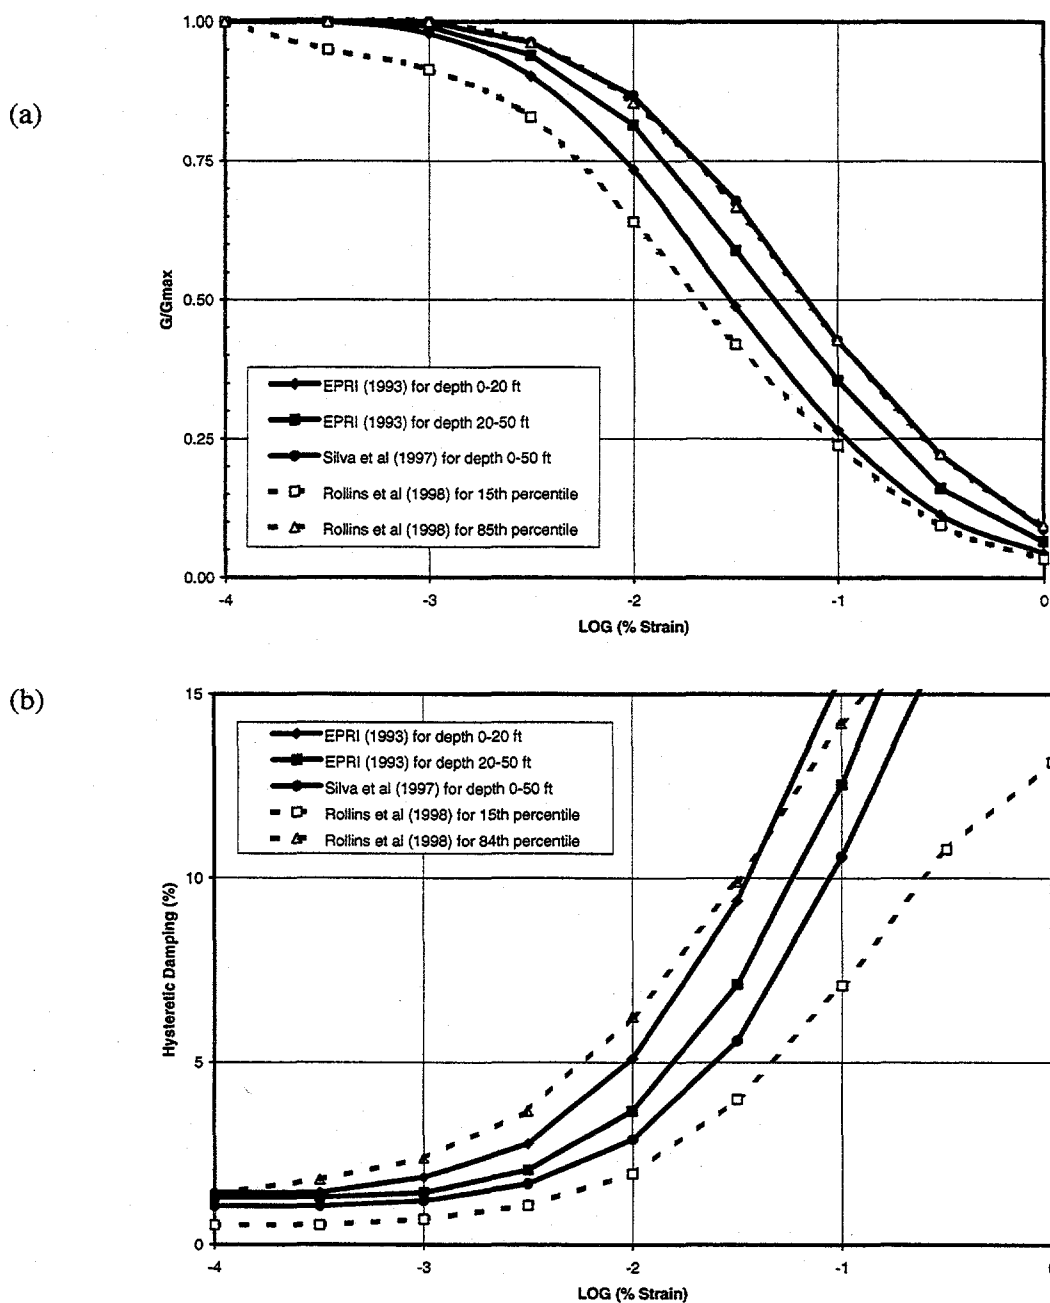 (a)
1.00
0.75
0.50
0.25
0.00
G/Gmax
EPRI (1993) for depth 0-20 ft
EPRI (1993) for depth 20-50 ft
Silva et al (1997) for depth 0-50 ft
Rollins et al (1998) for 15th percentile
Rollins et al (1998) for 85th percentile
-4 -3 -2 -1 0
LOG (% Strain)
(b)
15
10
5
0
Hysteretic Damping (%)
EPRI (1993) for depth 0-20 ft
EPRI (1993) for depth 20-50 ft
Silva et al (1997) for depth 0-50 ft
Rollins et al (1998) for 15th percentile
Rollins et al (1998) for 84th percentile
-4 -3 -2 -1
LOG (% Strain)